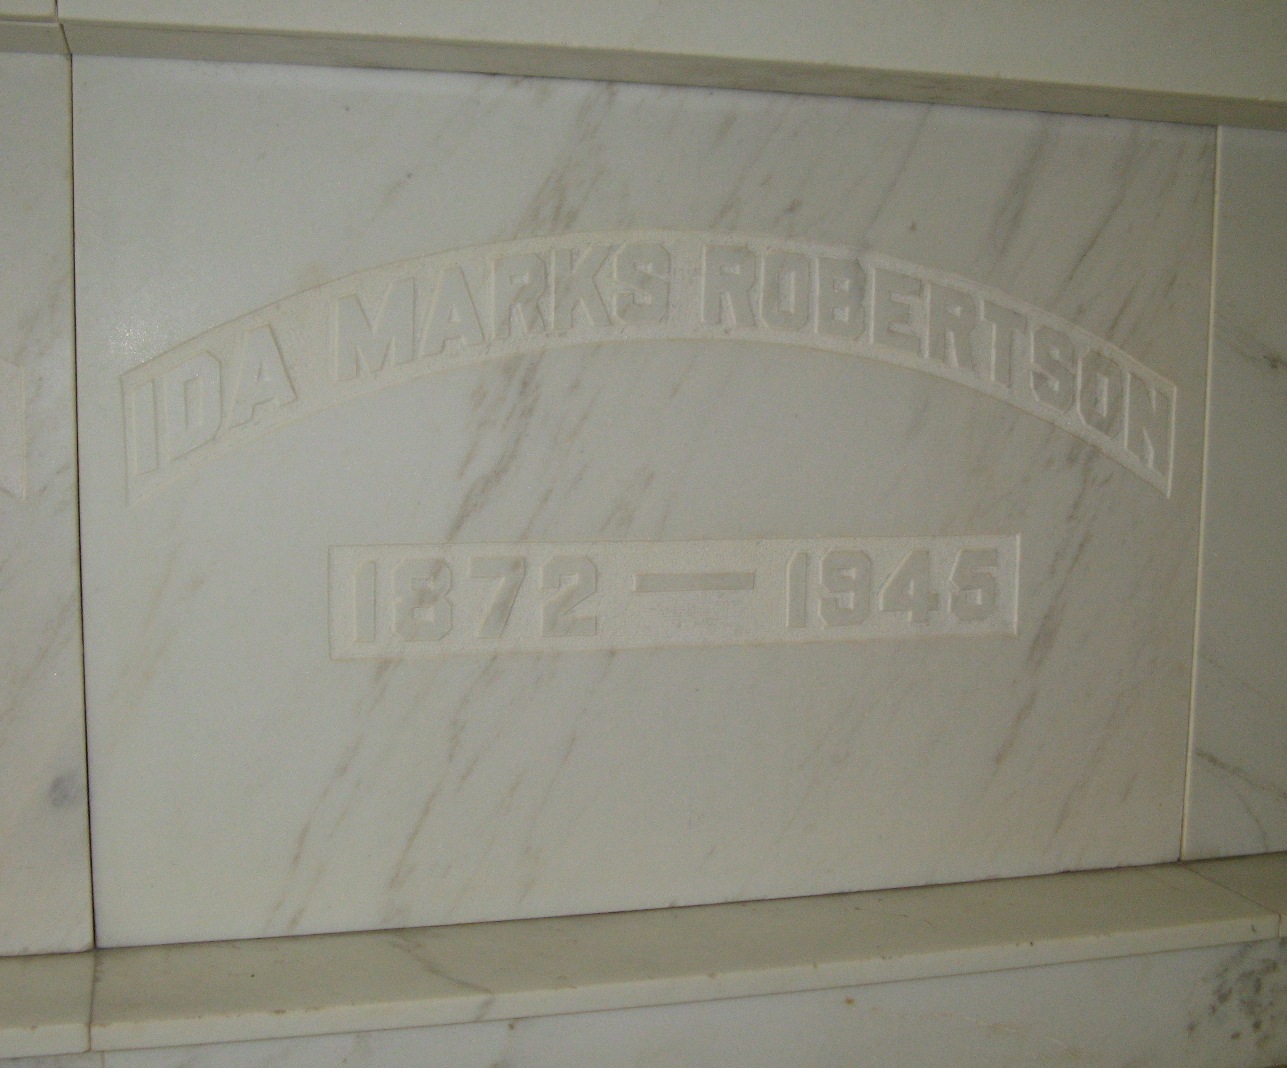 IDA MARKS ROBERTSON
1872 — 1945